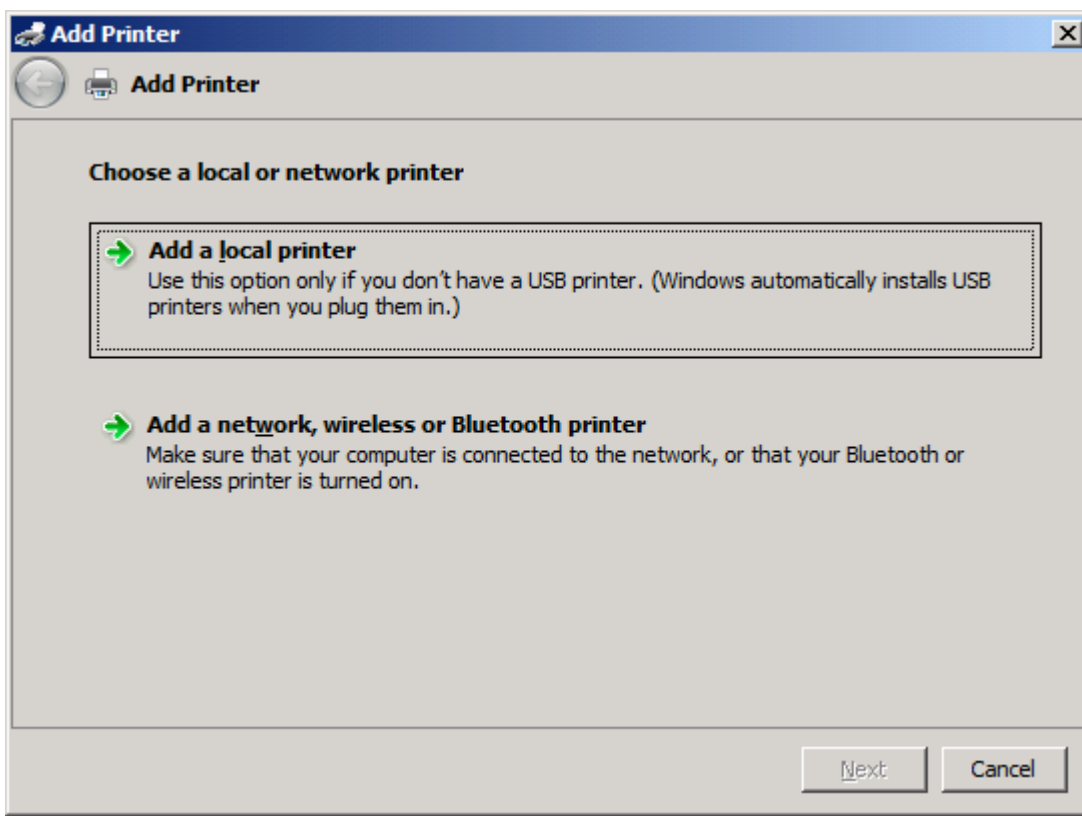 Add Printer
Add Printer
Choose a local or network printer
Add a local printer
Use this option only if you don't have a USB printer. (Windows automatically installs USB
printers when you plug them in.)
Add a network, wireless or Bluetooth printer
Make sure that your computer is connected to the network, or that your Bluetooth or
wireless printer is turned on.
Next Cancel